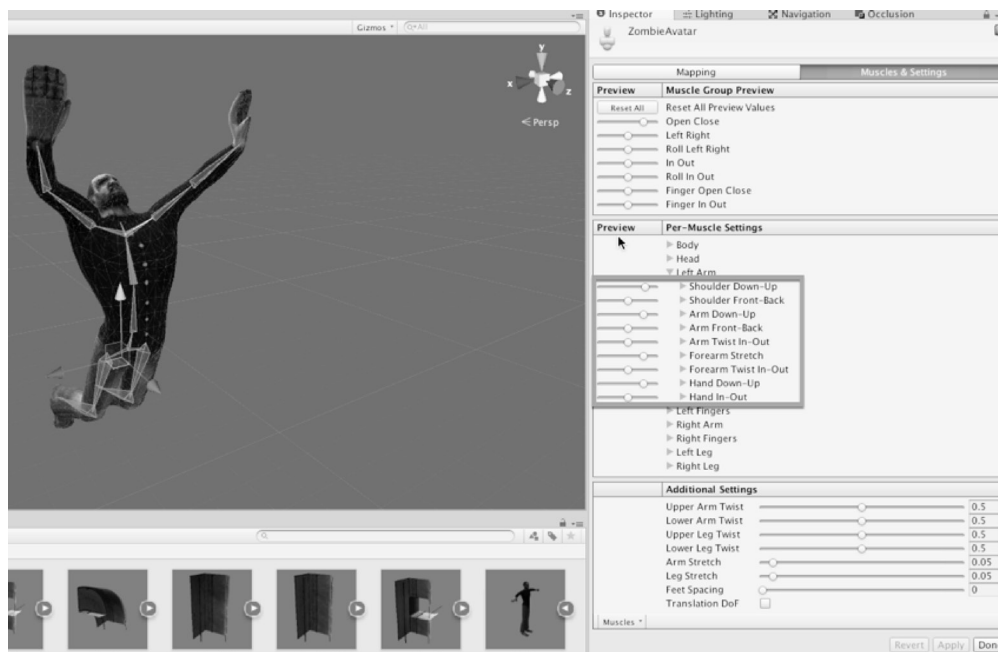 Inspector Lighting Navigation Occlusion
Gizmos All
ZombieAvatar
y
x
z
Persp
Mapping Muscles & Settings
Preview Muscle Group Preview
Reset All Reset All Preview Values
Open Close
Left Right
Roll Left Right
In Out
Roll In Out
Finger Open Close
Finger In Out
Preview Per-Muscle Settings
Body
Head
Left Arm
Shoulder Down-Up
Shoulder Front-Back
Arm Down-Up
Arm Front-Back
Arm Twist In-Out
Forearm Stretch
Forearm Twist In-Out
Hand Down-Up
Hand In-Out
Left Fingers
Right Arm
Right Fingers
Left Leg
Right Leg
Additional Settings
Upper Arm Twist 0.5
Lower Arm Twist 0.5
Upper Leg Twist 0.5
Lower Leg Twist 0.5
Arm Stretch 0.05
Leg Stretch 0.05
Feet Spacing 0
Translation DoF
Muscles
Revert Apply Don